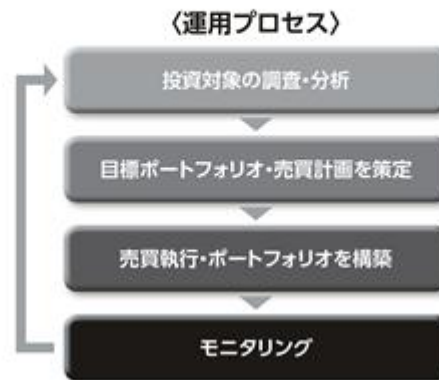 〈運用プロセス〉
投資対象の調査・分析
目標ポートフォリオ・売買計画を策定
売買執行・ポートフォリオを構築
モニタリング